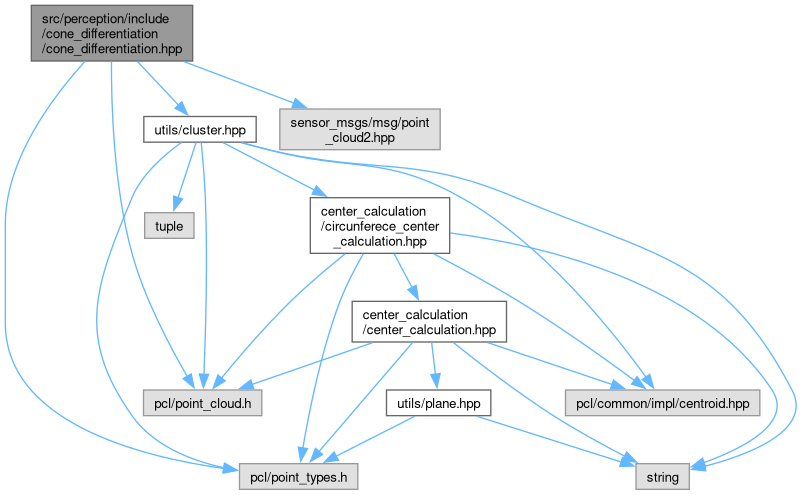 src/perception/include
/cone_differentiation
/cone_differentiation.hpp
utils/cluster.hpp
sensor_msgs/msg/point
_cloud2.hpp
tuple
center_calculation
/circunferece_center
_calculation.hpp
center_calculation
/center_calculation.hpp
pcl/point_cloud.h
utils/plane.hpp
pcl/common/impl/centroid.hpp
pcl/point_types.h
string